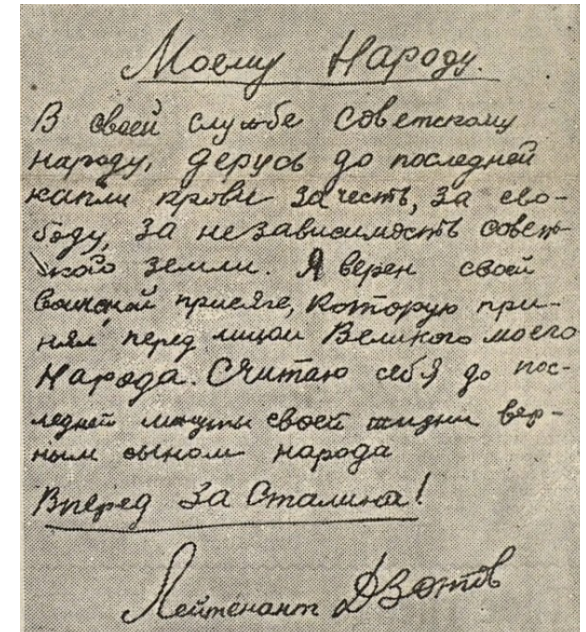 Моему Народу.
В своей службе Советскому
народу, дерусь до последней
капли крови за честь, за сво-
боду, за независимость совет-
ского земли. Я верен своей
воинской присяге, которую при-
нял перед лицом Великого моего
Народа. Считаю себя до пос-
ледней минуты своей жизни вер-
ным сыном народа
Вперед за Сталина!
Лейтенант ДЗотов